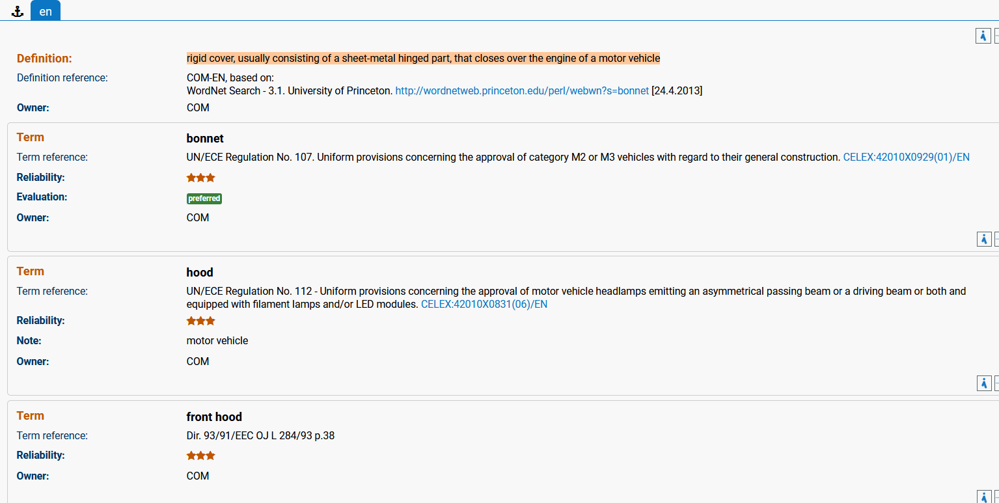 en
Definition: rigid cover, usually consisting of a sheet-metal hinged part, that closes over the engine of a motor vehicle
Definition reference: COM-EN, based on:
WordNet Search - 3.1. University of Princeton. http://wordnetweb.princeton.edu/perl/webwn?s=bonnet [24.4.2013]
Owner: COM
Term bonnet
Term reference: UN/ECE Regulation No. 107. Uniform provisions concerning the approval of category M2 or M3 vehicles with regard to their general construction. CELEX:42010X0929(01)/EN
Reliability:
Evaluation: preferred
Owner: COM
Term hood
Term reference: UN/ECE Regulation No. 112 - Uniform provisions concerning the approval of motor vehicle headlamps emitting an asymmetrical passing beam or a driving beam or both and
equipped with filament lamps and/or LED modules. CELEX:42010X0831(06)/EN
Reliability:
Note: motor vehicle
Owner: COM
Term front hood
Term reference: Dir. 93/91/EEC OJ L 284/93 p.38
Reliability:
Owner: COM